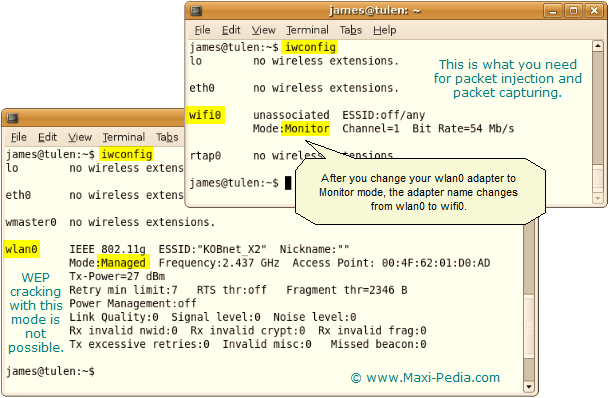 james@tulen: ~
File Edit View Terminal Tabs Help
james@tulen:~$ iwconfig
lo no wireless extensions.
eth0 no wireless extensions.
wifi0 unassociated ESSID:off/any
Mode:Monitor Channel=1 Bit Rate=54 Mb/s
rtap0 no wireless extensions.
james@tulen:~$
This is what you need
for packet injection and
packet capturing.
After you change your wlan0 adapter to
Monitor mode, the adapter name changes
from wlan0 to wifi0.
File Edit View Terminal Tabs
james@tulen:~$ iwconfig
lo no wireless extens
eth0 no wireless extens
wmaster0 no wireless extensions.
wlan0 IEEE 802.11g ESSID:"KOBnet_X2" Nickname:""
Mode:Managed Frequency:2.437 GHz Access Point: 00:4F:62:01:D0:AD
Tx-Power=27 dBm
Retry min limit:7 RTS thr:off Fragment thr=2346 B
Power Management:off
Link Quality:0 Signal level:0 Noise level:0
Rx invalid nwid:0 Rx invalid crypt:0 Rx invalid frag:0
Tx excessive retries:0 Invalid misc:0 Missed beacon:0
james@tulen:~$
WEP
cracking
with this
mode is
not
possible.
© www.Maxi-Pedia.com